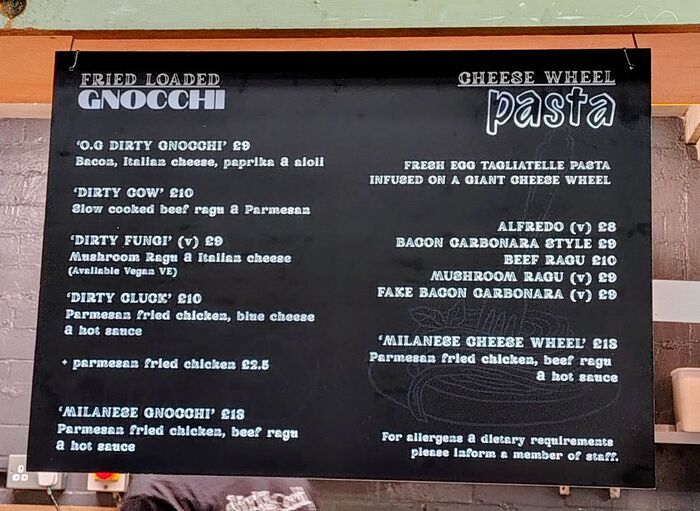 FRIED LOADED
GNOCCHI
'O.G DIRTY GNOCCHI' £9
Bacon, Italian cheese, paprika & aioli
'DIRTY COW' £10
Slow cooked beef ragu & Parmesan
'DIRTY FUNGI' (v) £9
Mushroom Ragu & Italian cheese
(Available Vegan VE)
'DIRTY CLUCK' £10
Parmesan fried chicken, blue cheese
& hot sauce
+ parmesan fried chicken £2.5
'MILANESE GNOCCHI' £13
Parmesan fried chicken, beef ragu
& hot sauce
CHEESE WHEEL
pasta
FRESH EGG TAGLIATELLE PASTA
INFUSED ON A GIANT CHEESE WHEEL
ALFREDO (v) £8
BACON CARBONARA STYLE £9
BEEF RAGU £10
MUSHROOM RAGU (v) £9
FAKE BACON CARBONARA (v) £9
'MILANESE CHEESE WHEEL' £13
Parmesan fried chicken, beef ragu
& hot sauce
For allergens & dietary requirements
please inform a member of staff.